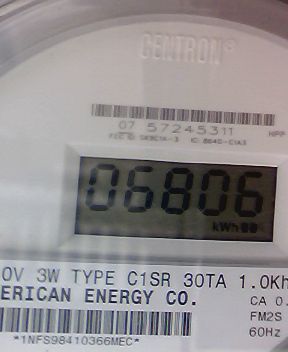 CENTRON®
07 57245311
06806
kWh
0V 3W TYPE C1SR 30TA 1.0Kh
ERICAN ENERGY CO.
CA 0.
FM2S
60Hz
*1NFS98410366MEC*